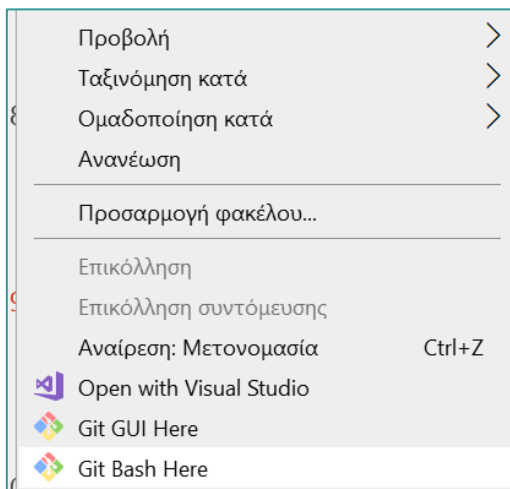 Προβολή
Ταξινόμηση κατά
Ομαδοποίηση κατά
Ανανέωση
Προσαρμογή φακέλου...
Επικόλληση
Επικόλληση συντόμευσης
Αναίρεση: Μετονομασία Ctrl+Z
Open with Visual Studio
Git GUI Here
Git Bash Here